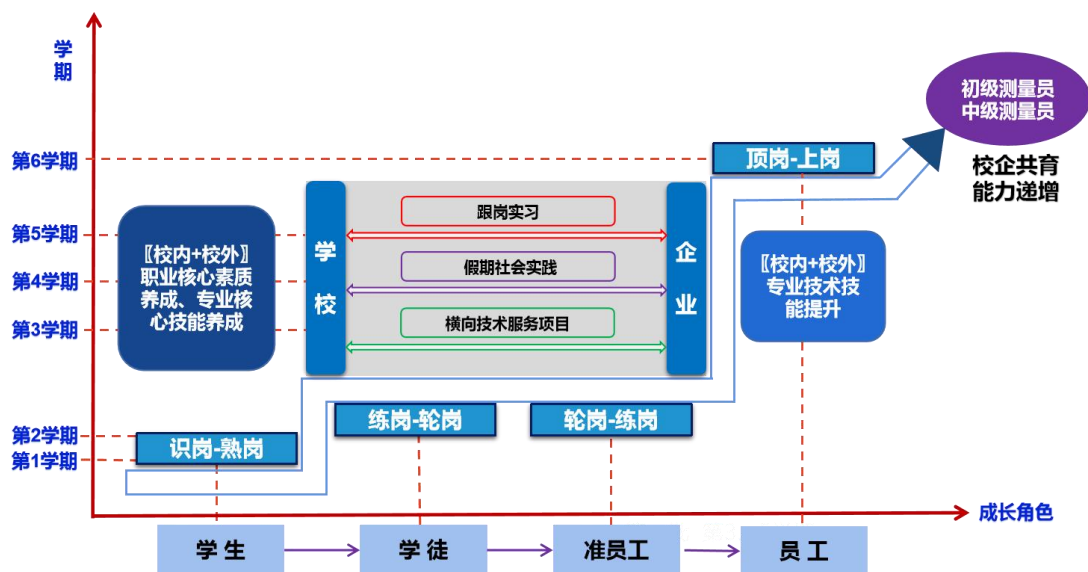 学
期
初级测量员
中级测量员
校企共育
能力递增
第6学期
顶岗-上岗
第5学期
第4学期
第3学期
〖校内+校外〗
职业核心素质
养成、专业核
心技能养成
学
校
跟岗实习
假期社会实践
横向技术服务项目
企
业
〖校内+校外〗
专业技术技
能提升
第2学期
第1学期
识岗-熟岗
练岗-轮岗
轮岗-练岗
成长角色
学 生
学 徒
准员工
员 工